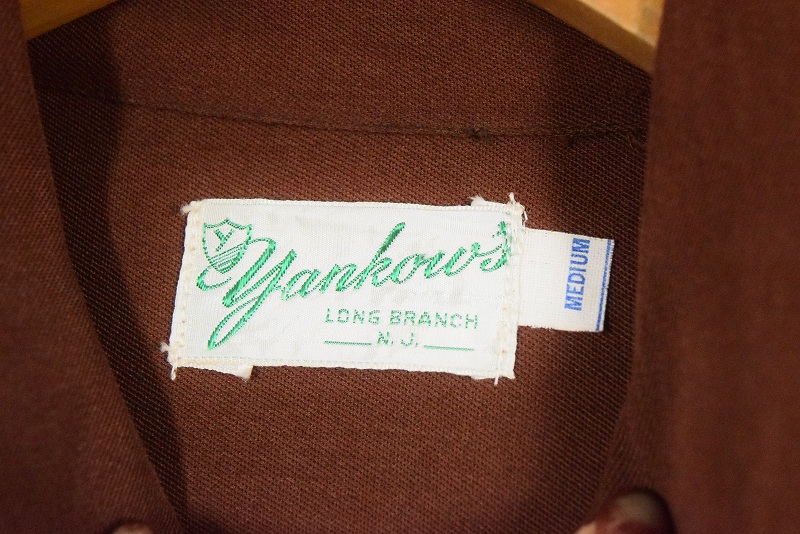 Y
Yankow's
LONG BRANCH
N. J.
MEDIUM